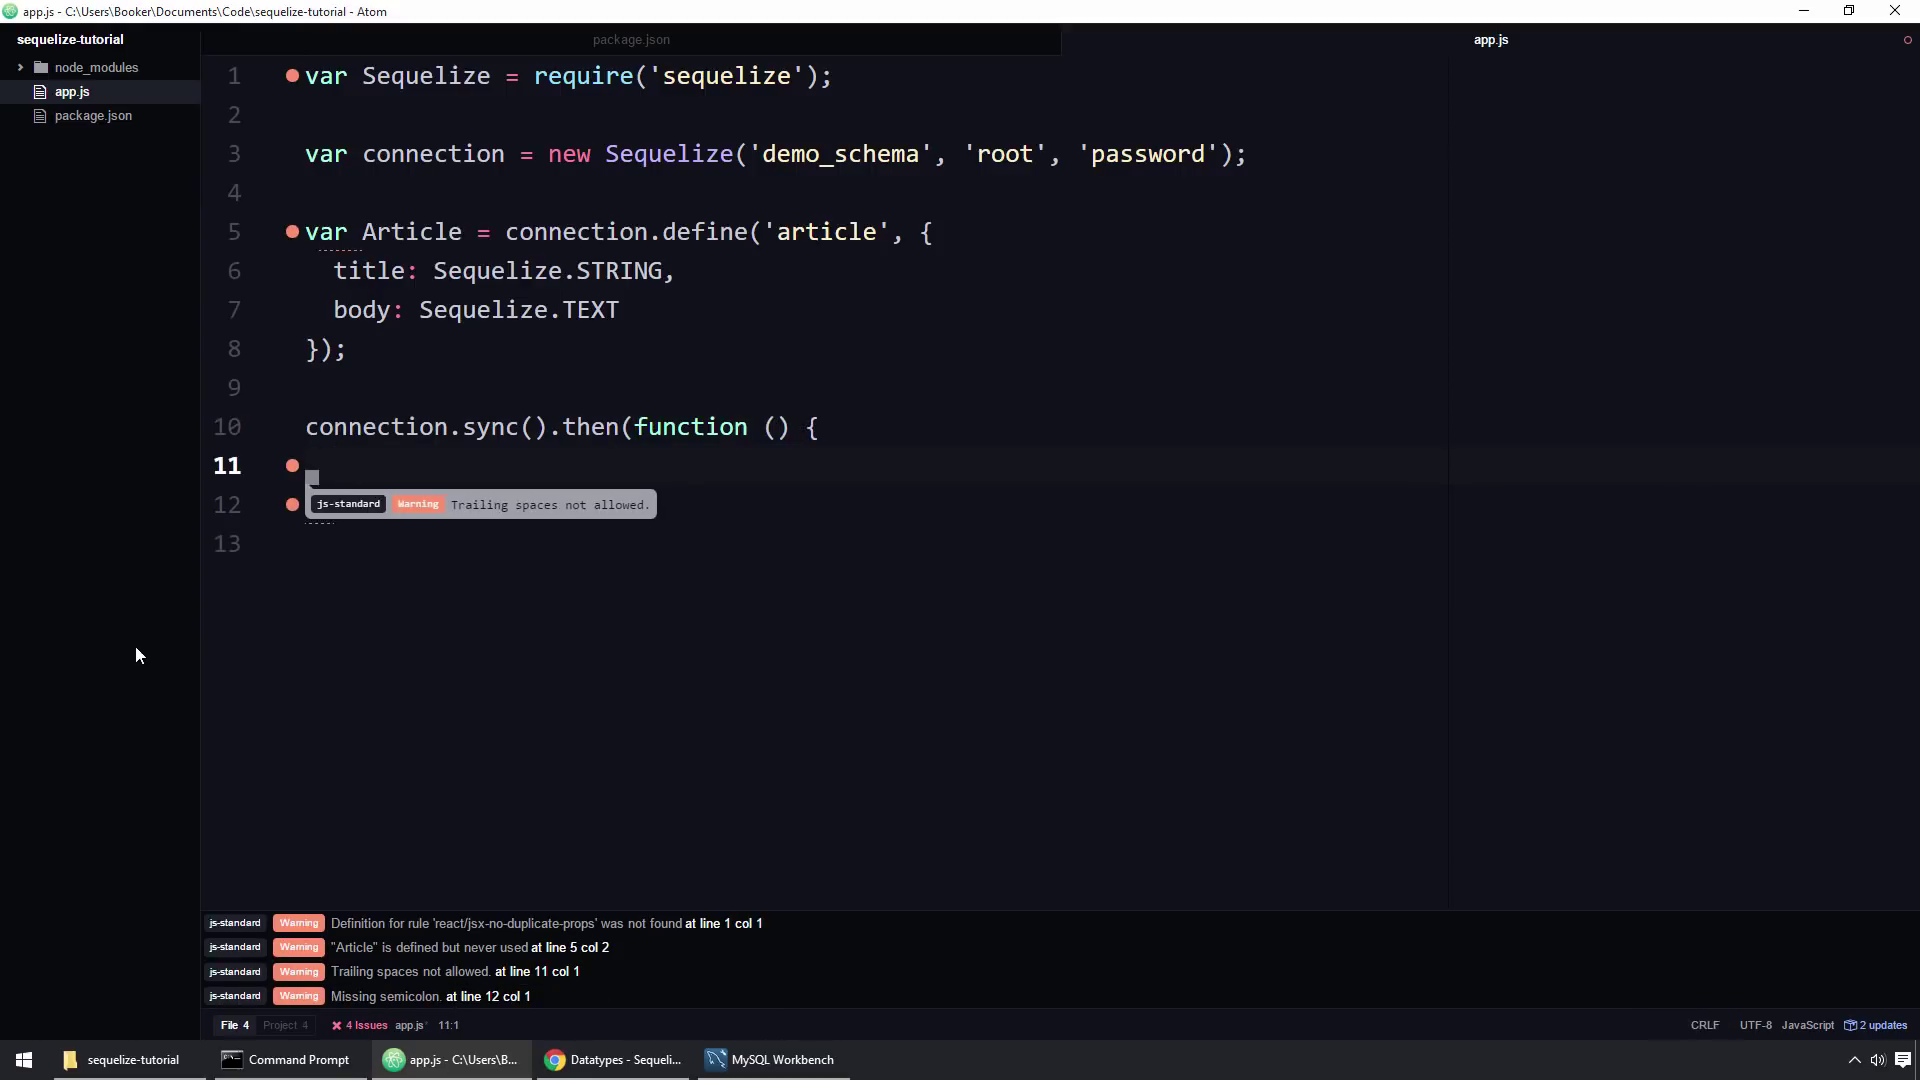 app.js - C:\Users\Booker\Documents\Code\sequelize-tutorial - Atom
sequelize-tutorial
node_modules
app.js
package.json
package.json
app.js
1 var Sequelize = require('sequelize');
2
3 var connection = new Sequelize('demo_schema', 'root', 'password');
4
5 var Article = connection.define('article', {
6 title: Sequelize.STRING,
7 body: Sequelize.TEXT
8 });
9
10 connection.sync().then(function () {
11
js-standard Warning Trailing spaces not allowed.
12
13
js-standard Warning Definition for rule 'react/jsx-no-duplicate-props' was not found at line 1 col 1
js-standard Warning "Article" is defined but never used at line 5 col 2
js-standard Warning Trailing spaces not allowed. at line 11 col 1
js-standard Warning Missing semicolon. at line 12 col 1
File 4 Project 4 4 Issues app.js* 11:1 CRLF UTF-8 JavaScript 2 updates
sequelize-tutorial Command Prompt app.js - C:\Users\B... Datatypes - Sequeli... MySQL Workbench